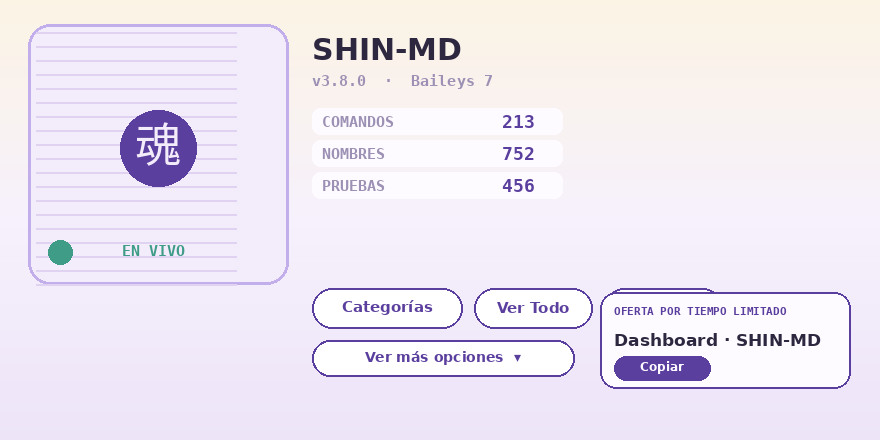 SHIN-MD
v3.8.0 · Baileys 7
COMANDOS 213
NOMBRES 752
PRUEBAS 456
魂
EN VIVO
Categorías
Ver Todo
Ver más opciones ▼
OFERTA POR TIEMPO LIMITADO
Dashboard · SHIN-MD
Copiar